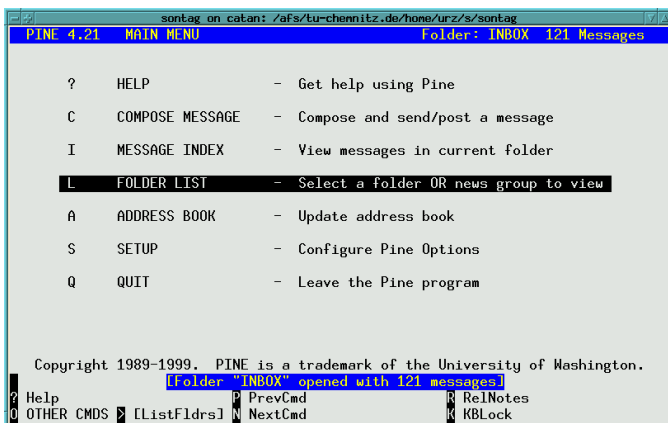 sontag on catan: /afs/tu-chemnitz.de/home/urz/s/sontag
PINE 4.21 MAIN MENU Folder: INBOX 121 Messages
? HELP - Get help using Pine
C COMPOSE MESSAGE - Compose and send/post a message
I MESSAGE INDEX - View messages in current folder
L FOLDER LIST - Select a folder OR news group to view
A ADDRESS BOOK - Update address book
S SETUP - Configure Pine Options
Q QUIT - Leave the Pine program
Copyright 1989-1999. PINE is a trademark of the University of Washington.
[Folder "INBOX" opened with 121 messages]
? Help P PrevCmd R RelNotes
O OTHER CMDS > [ListFldrs] N NextCmd K KBLock